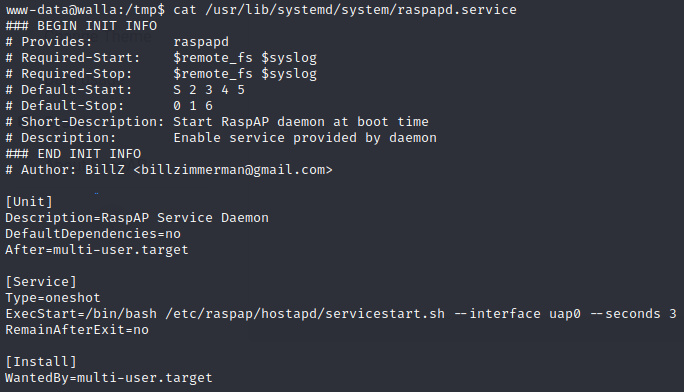 www-data@walla:/tmp$ cat /usr/lib/systemd/system/raspapd.service
### BEGIN INIT INFO
# Provides:          raspapd
# Required-Start:    $remote_fs $syslog
# Required-Stop:     $remote_fs $syslog
# Default-Start:     S 2 3 4 5
# Default-Stop:      0 1 6
# Short-Description: Start RaspAP daemon at boot time
# Description:       Enable service provided by daemon
### END INIT INFO
# Author: BillZ <billzimmerman@gmail.com>

[Unit]
Description=RaspAP Service Daemon
DefaultDependencies=no
After=multi-user.target

[Service]
Type=oneshot
ExecStart=/bin/bash /etc/raspap/hostapd/servicestart.sh --interface uap0 --seconds 3
RemainAfterExit=no

[Install]
WantedBy=multi-user.target